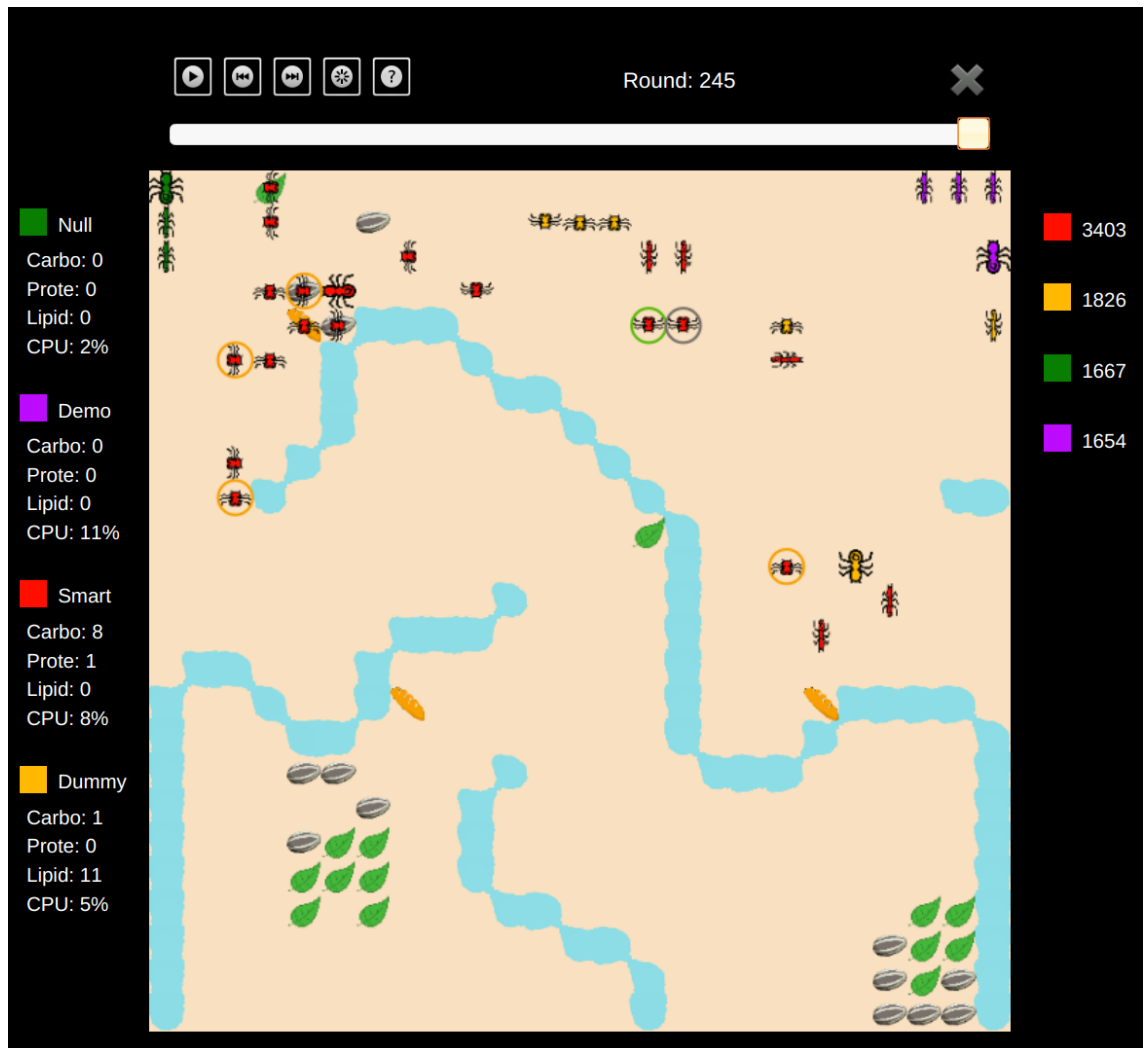 Round: 245
Null
Carbo: 0
Prote: 0
Lipid: 0
CPU: 2%
Demo
Carbo: 0
Prote: 0
Lipid: 0
CPU: 11%
Smart
Carbo: 8
Prote: 1
Lipid: 0
CPU: 8%
Dummy
Carbo: 1
Prote: 0
Lipid: 11
CPU: 5%
3403
1826
1667
1654